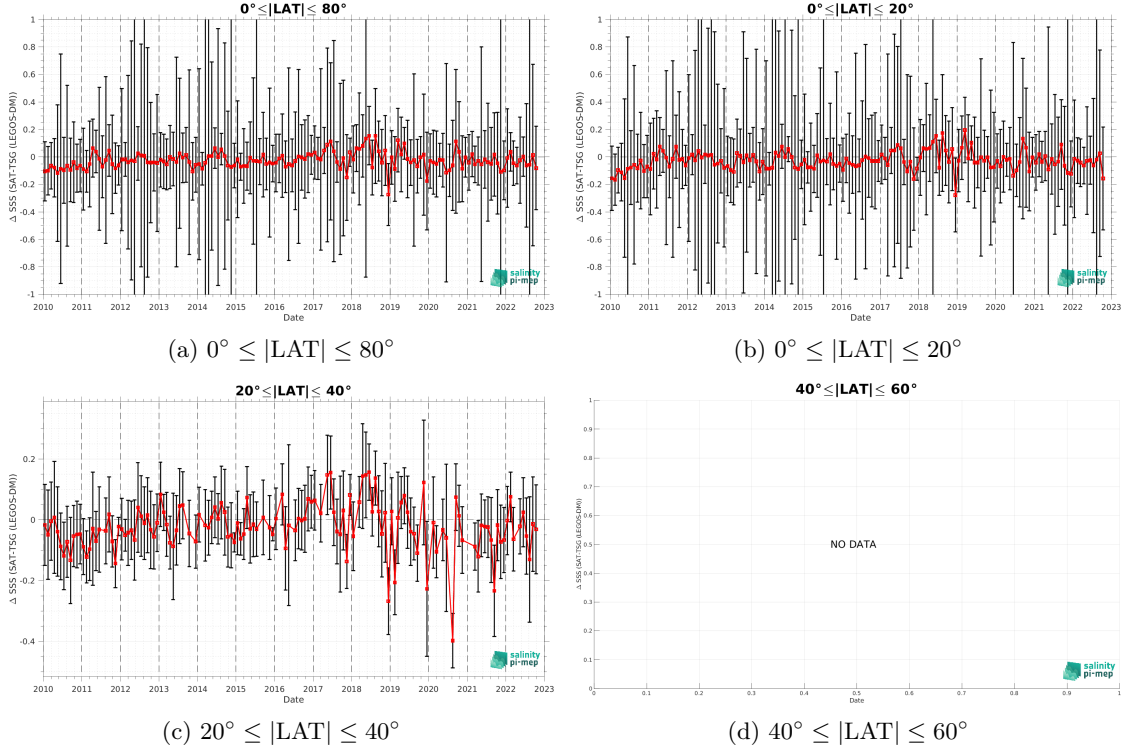 0°≤|LAT|≤ 80°
1
0.8
0.6
0.4
0.2
0
-0.2
-0.4
-0.6
-0.8
-1
Δ SSS (SAT-TSG (LEGOS-DM))
2010 2011 2012 2013 2014 2015 2016 2017 2018 2019 2020 2021 2022 2023
Date
salinity
pi-mep
(a) 0° ≤ |LAT| ≤ 80°
0°≤|LAT|≤ 20°
1
0.8
0.6
0.4
0.2
0
-0.2
-0.4
-0.6
-0.8
-1
Δ SSS (SAT-TSG (LEGOS-DM))
2010 2011 2012 2013 2014 2015 2016 2017 2018 2019 2020 2021 2022 2023
Date
salinity
pi-mep
(b) 0° ≤ |LAT| ≤ 20°
20°≤|LAT|≤ 40°
0.2
0
-0.2
-0.4
Δ SSS (SAT-TSG (LEGOS-DM))
2010 2011 2012 2013 2014 2015 2016 2017 2018 2019 2020 2021 2022 2023
Date
salinity
pi-mep
(c) 20° ≤ |LAT| ≤ 40°
40°≤|LAT|≤ 60°
1
0.9
0.8
0.7
0.6
0.5
0.4
0.3
0.2
0.1
0
Δ SSS (SAT-TSG (LEGOS-DM))
NO DATA
0 0.1 0.2 0.3 0.4 0.5 0.6 0.7 0.8 0.9 1
Date
salinity
pi-mep
(d) 40° ≤ |LAT| ≤ 60°